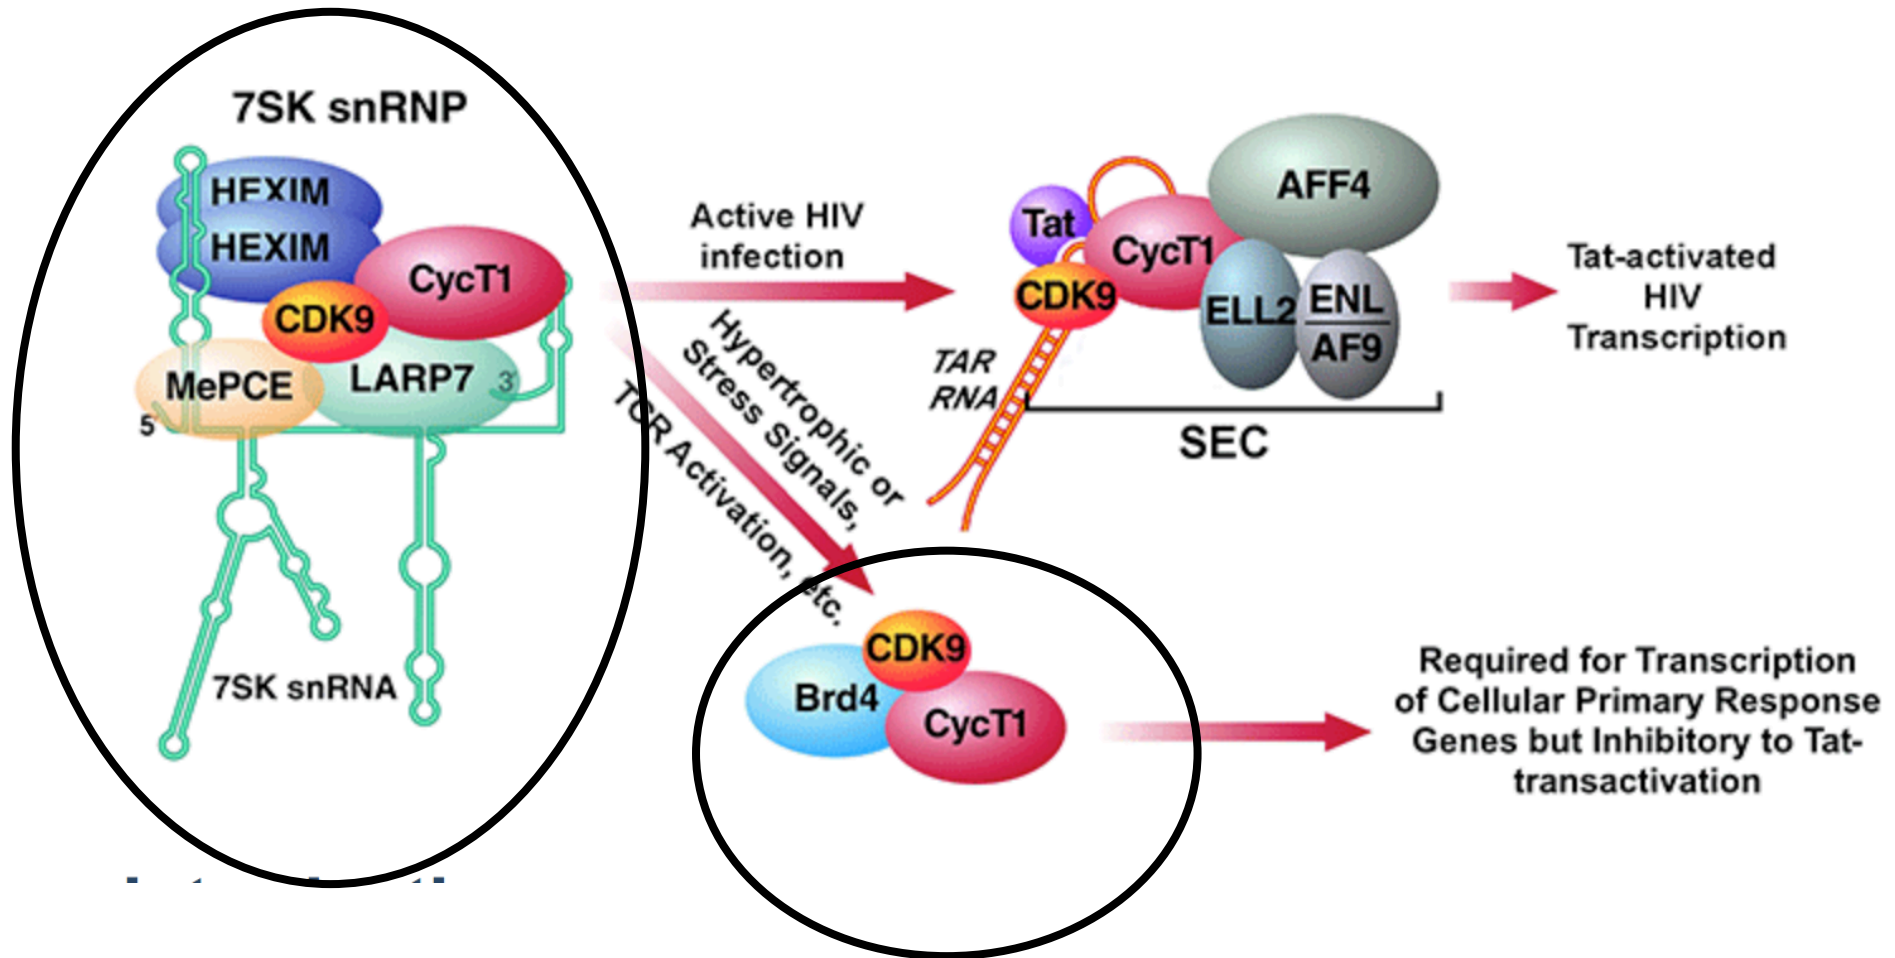 7SK snRNP
HEXIM
HEXIM
CycT1
CDK9
MePCE
LARP7
3'
5'
7SK snRNA
Active HIV
infection
Hypertrophic or
Stress Signals,
TCR Activation, etc.
Tat
CycT1
CDK9
AFF4
ELL2
ENL
AF9
TAR
RNA
SEC
Tat-activated
HIV
Transcription
CDK9
Brd4
CycT1
Required for Transcription
of Cellular Primary Response
Genes but Inhibitory to Tat-
transactivation